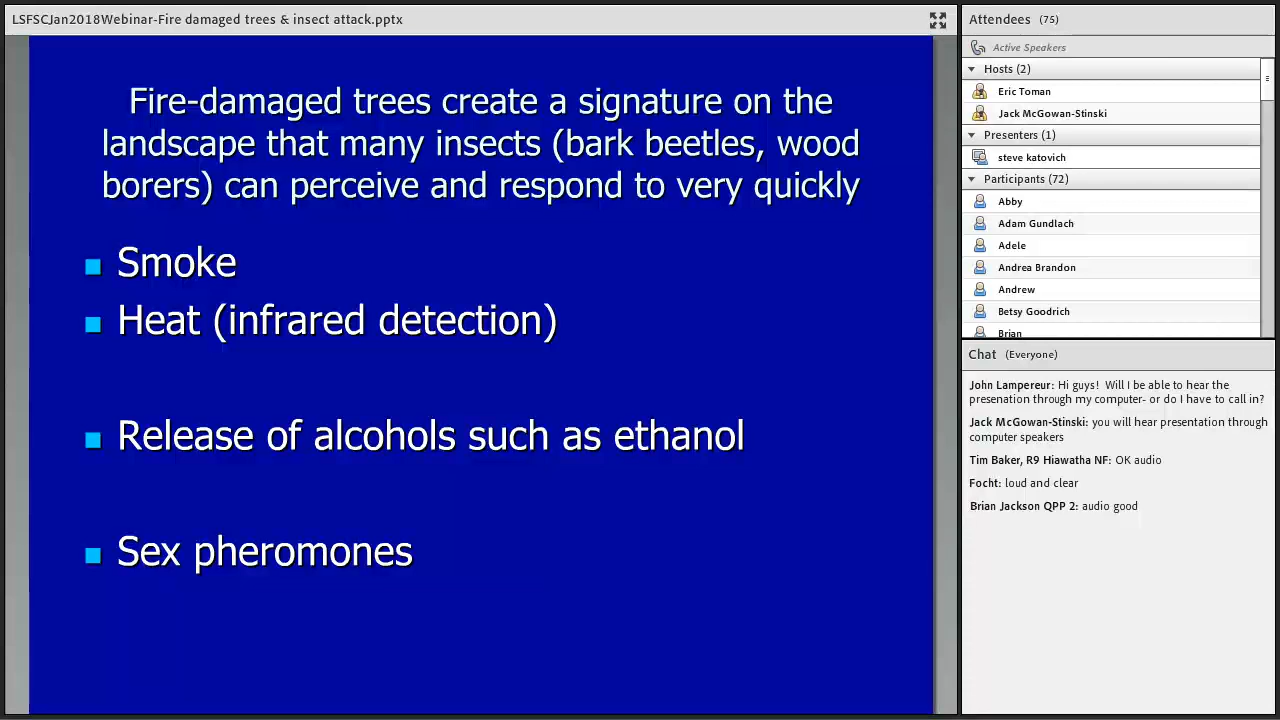 LSFSCJan2018Webinar-Fire damaged trees & insect attack.pptx
Fire-damaged trees create a signature on the
landscape that many insects (bark beetles, wood
borers) can perceive and respond to very quickly
Smoke
Heat (infrared detection)
Release of alcohols such as ethanol
Sex pheromones
Attendees (75)
Active Speakers
Hosts (2)
Eric Toman
Jack McGowan-Stinski
Presenters (1)
steve katovich
Participants (72)
Abby
Adam Gundlach
Adele
Andrea Brandon
Andrew
Betsy Goodrich
Brian
Chat (Everyone)
John Lampereur: Hi guys! Will I be able to hear the
presenation through my computer- or do I have to call in?
Jack McGowan-Stinski: you will hear presentation through
computer speakers
Tim Baker, R9 Hiawatha NF: OK audio
Focht: loud and clear
Brian Jackson QPP 2: audio good